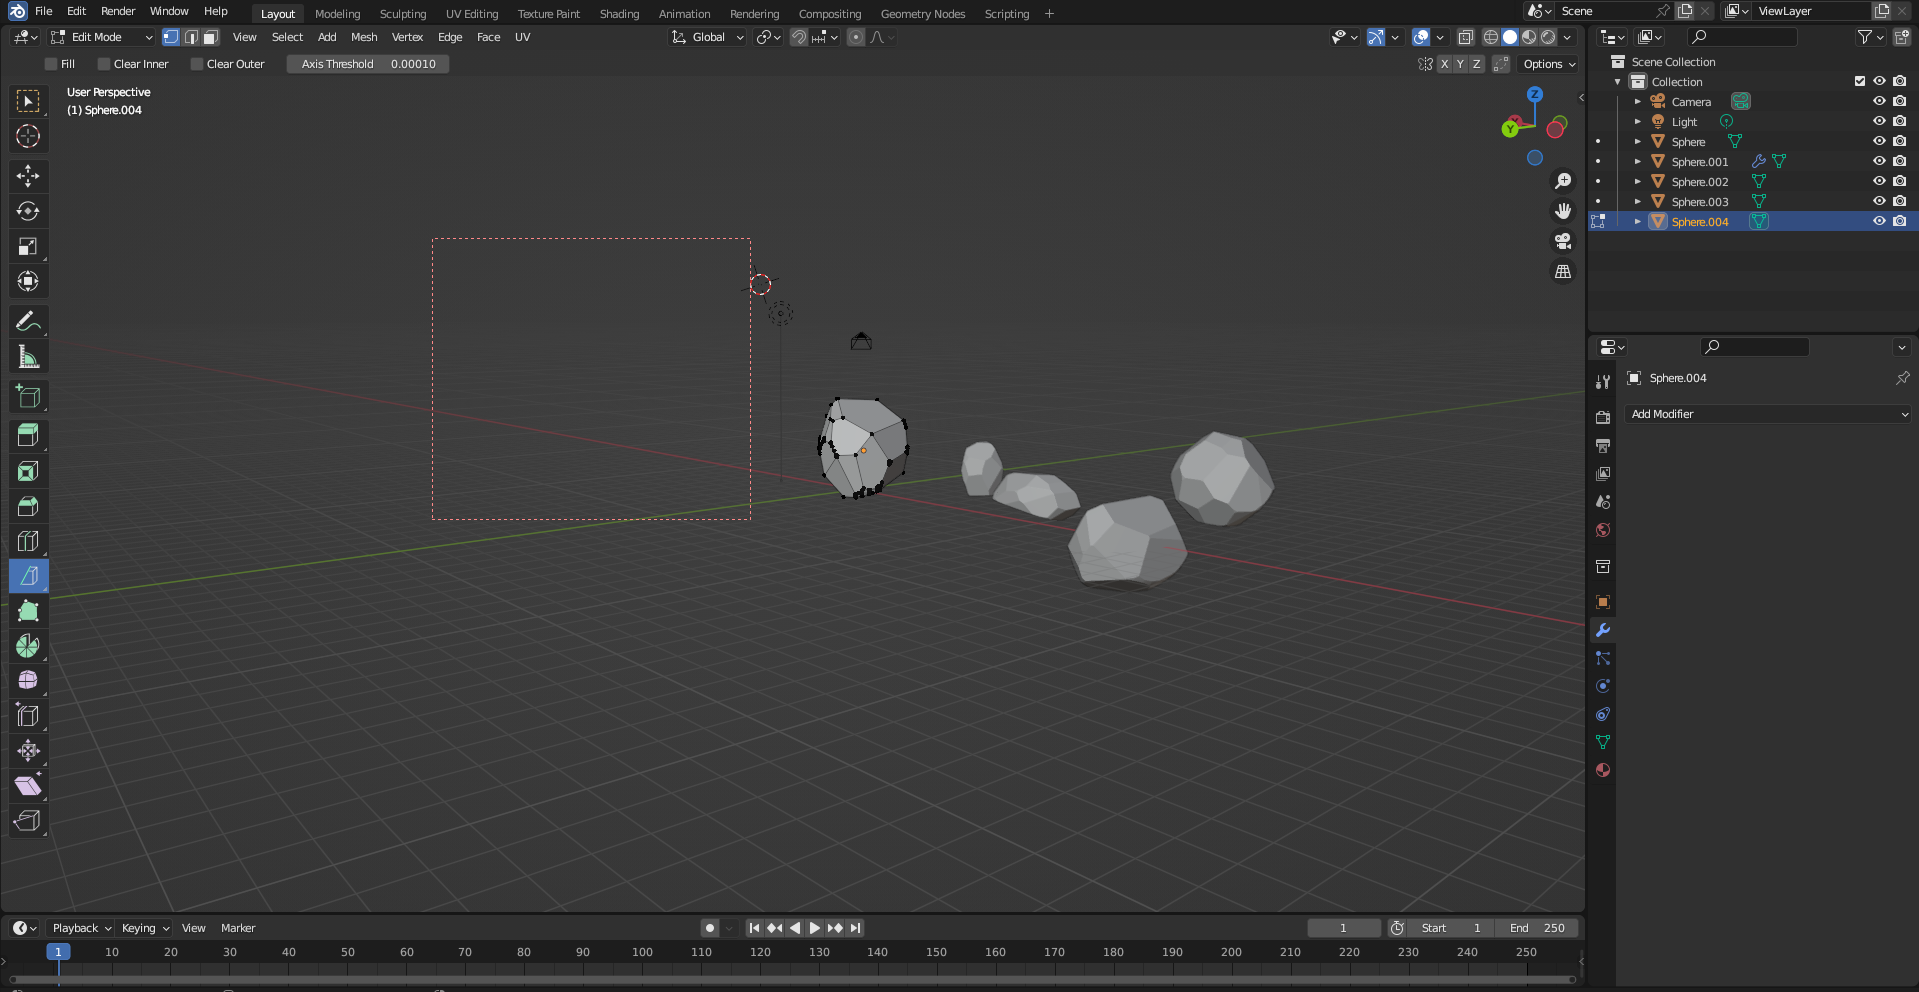 File Edit Render Window Help Layout Modeling Sculpting UV Editing Texture Paint Shading Animation Rendering Compositing Geometry Nodes Scripting + Scene ViewLayer
Edit Mode View Select Add Mesh Vertex Edge Face UV Global
Fill Clear Inner Clear Outer Axis Threshold 0.00010 X Y Z Options
User Perspective
(1) Sphere.004
Z
Y
Scene Collection
Collection
Camera
Light
Sphere
Sphere.001
Sphere.002
Sphere.003
Sphere.004
Sphere.004
Add Modifier
Playback Keying View Marker 1 Start 1 End 250
1 10 20 30 40 50 60 70 80 90 100 110 120 130 140 150 160 170 180 190 200 210 220 230 240 250